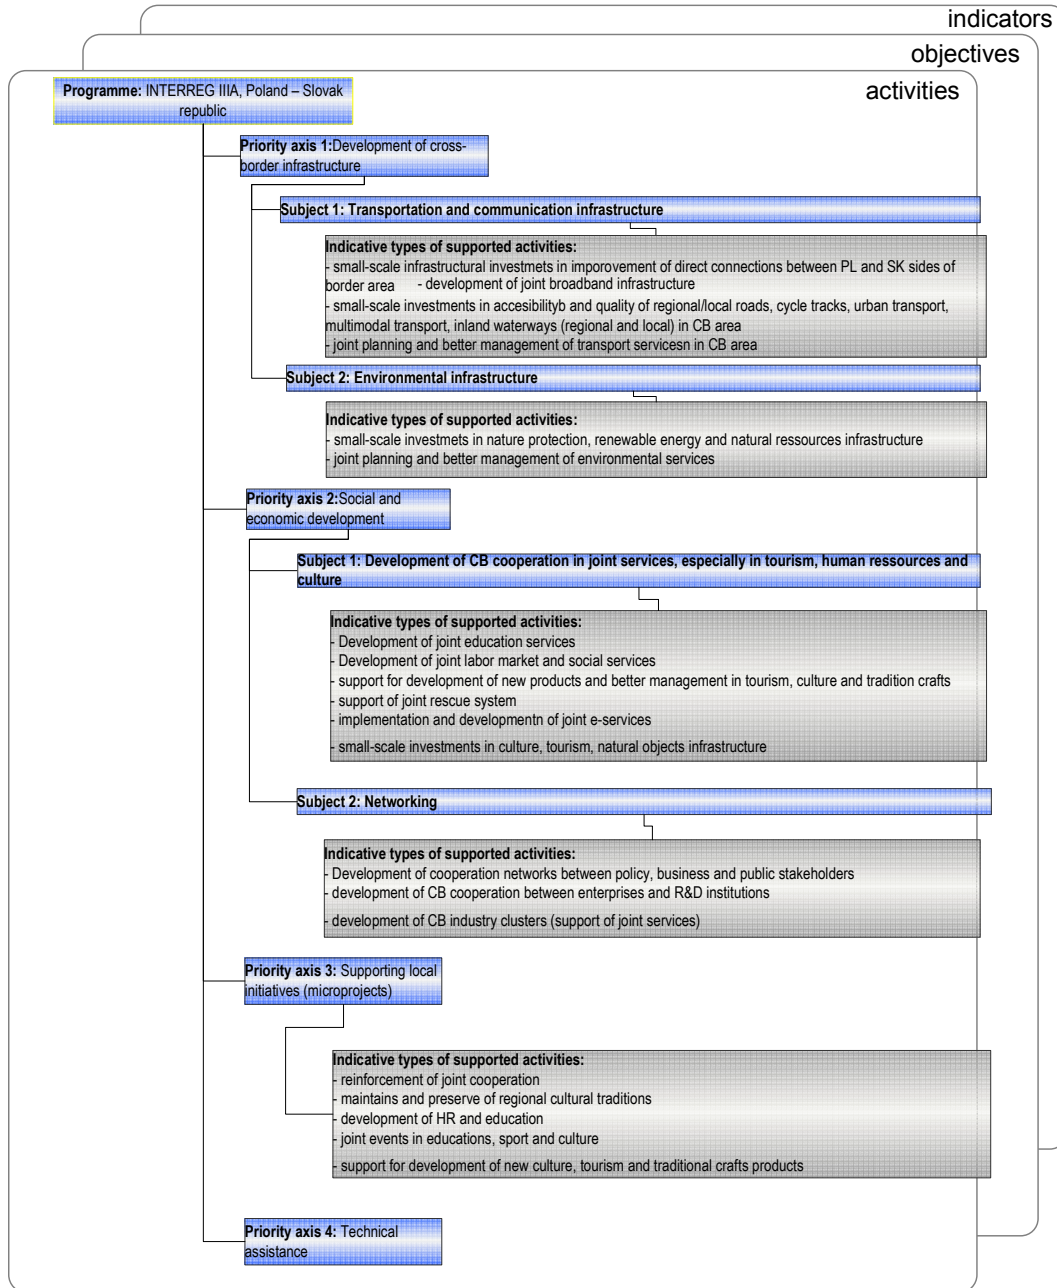 indicators
objectives
activities
Programme: INTERREG IIIA, Poland – Slovak
republic
Priority axis 1:Development of cross-
border infrastructure
Subject 1: Transportation and communication infrastructure
Indicative types of supported activities:
- small-scale infrastructural investmets in imporovement of direct connections between PL and SK sides of
border area - development of joint broadband infrastructure
- small-scale investments in accesibilityb and quality of regional/local roads, cycle tracks, urban transport,
multimodal transport, inland waterways (regional and local) in CB area
- joint planning and better management of transport servicesn in CB area
Subject 2: Environmental infrastructure
Indicative types of supported activities:
- small-scale investmets in nature protection, renewable energy and natural ressources infrastructure
- joint planning and better management of environmental services
Priority axis 2:Social and
economic development
Subject 1: Development of CB cooperation in joint services, especially in tourism, human ressources and
culture
Indicative types of supported activities:
- Development of joint education services
- Development of joint labor market and social services
- support for development of new products and better management in tourism, culture and tradition crafts
- support of joint rescue system
- implementation and developmentn of joint e-services
- small-scale investments in culture, tourism, natural objects infrastructure
Subject 2: Networking
Indicative types of supported activities:
- Development of cooperation networks between policy, business and public stakeholders
- development of CB cooperation between enterprises and R&D institutions
- development of CB industry clusters (support of joint services)
Priority axis 3: Supporting local
initiatives (microprojects)
Indicative types of supported activities:
- reinforcement of joint cooperation
- maintains and preserve of regional cultural traditions
- development of HR and education
- joint events in educations, sport and culture
- support for development of new culture, tourism and traditional crafts products
Priority axis 4: Technical
assistance